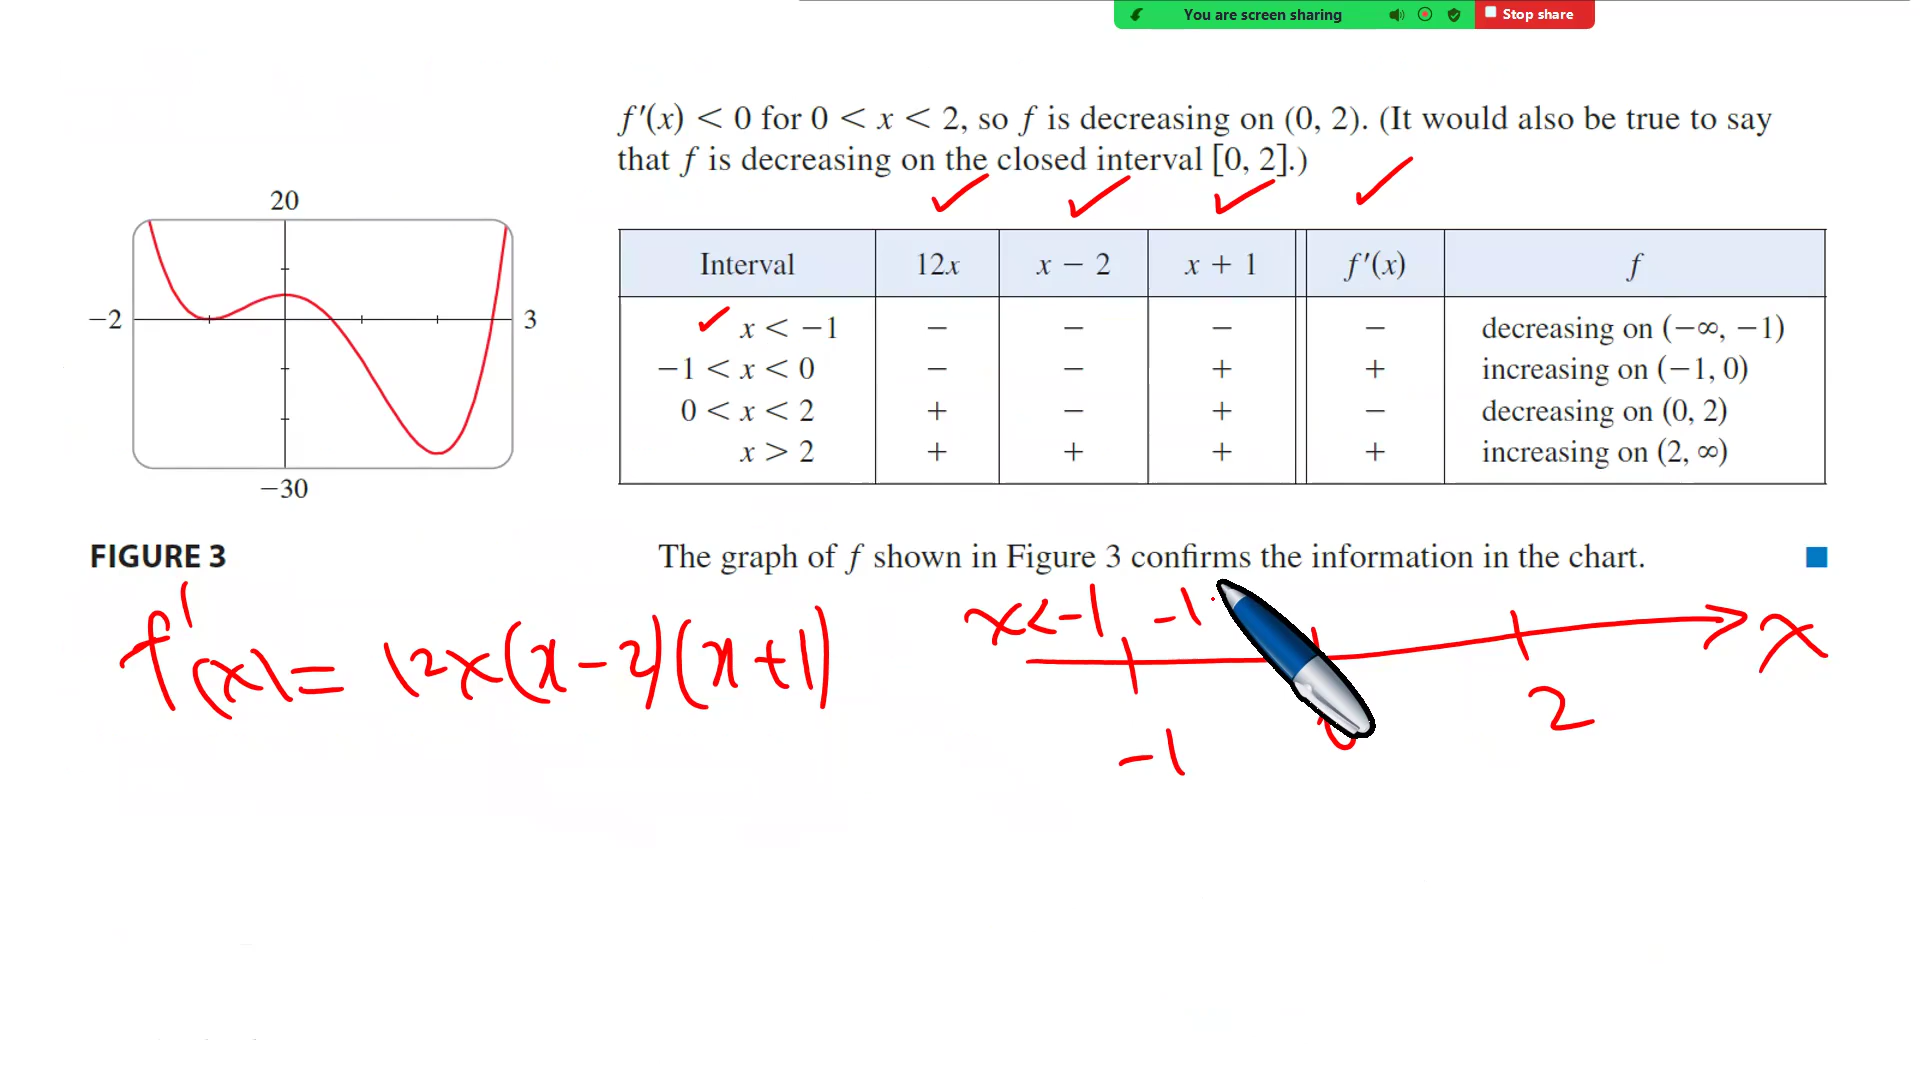 You are screen sharing Stop share
f′(x) < 0 for 0 < x < 2, so f is decreasing on (0, 2). (It would also be true to say
that f is decreasing on the closed interval [0, 2].)
20
−2
3
−30
FIGURE 3
Interval 12x x − 2 x + 1 f′(x) f
x < −1 − − − − decreasing on (−∞, −1)
−1 < x < 0 − − + + increasing on (−1, 0)
0 < x < 2 + − + − decreasing on (0, 2)
x > 2 + + + + increasing on (2, ∞)
The graph of f shown in Figure 3 confirms the information in the chart.
f'(x) = 12x(x-2)(x+1)
x<-1 -1
x
-1 0 2